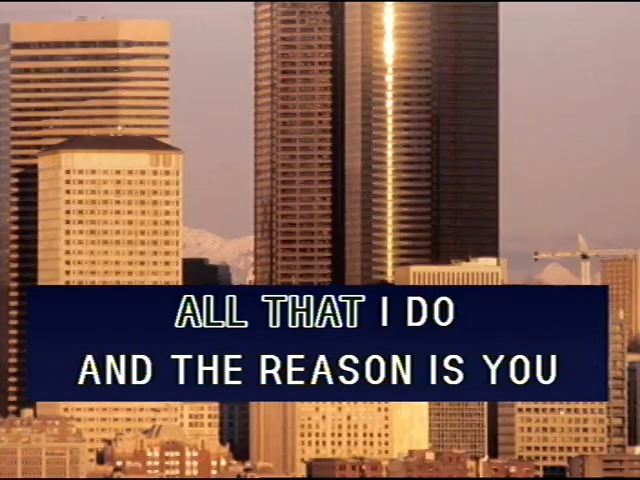 ALL THAT I DO
AND THE REASON IS YOU